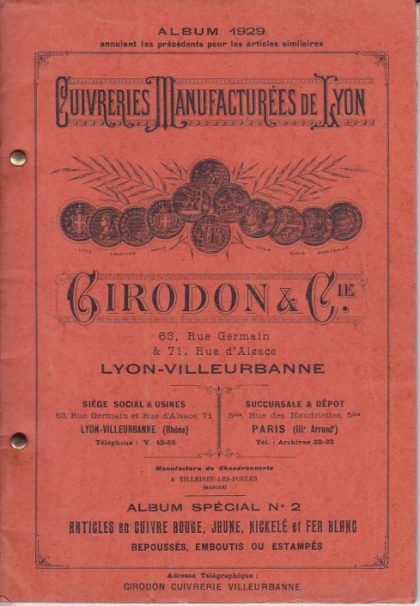 ALBUM 1929
annulant les précédents pour les articles similaires
CUIVRERIES MANUFACTURÉES DE LYON
PARIS BORDEAUX
GIRODON & CIE.
63, Rue Germain
& 71, Rue d'Alsace
LYON-VILLEURBANNE
SIÈGE SOCIAL & USINES
63, Rue Germain et Rue d'Alsace, 71
LYON-VILLEURBANNE (Rhône)
Téléphone : V. 42-55
SUCCURSALE & DÉPOT
5bis, Rue des Haudriettes, 5bis
PARIS (IIIe Arrondt)
Tél. : Archives 32-32
Manufacture de Chaudronnerie
A VILLEDIEU-LES-POELES
(MANCHE)
ALBUM SPÉCIAL N° 2
ARTICLES en CUIVRE ROUGE, JAUNE, NICKELÉ et FER BLANC
REPOUSSÉS, EMBOUTIS OU ESTAMPÉS
Adresse Télégraphique :
GIRODON CUIVRERIE VILLEURBANNE